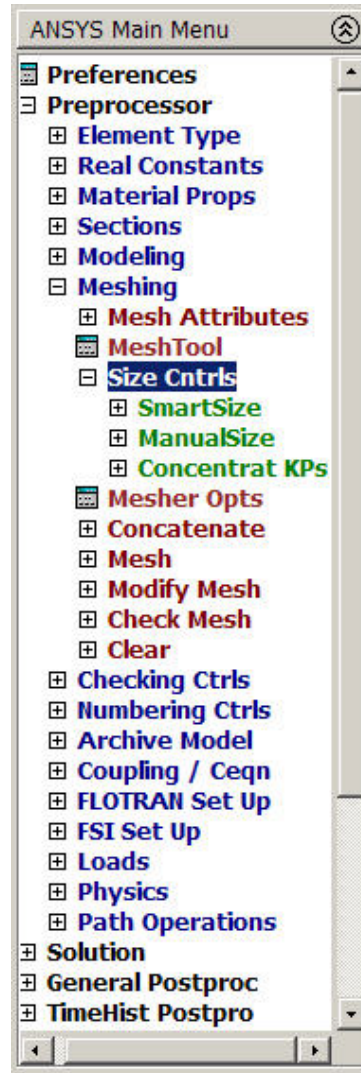 ANSYS Main Menu
Preferences
Preprocessor
Element Type
Real Constants
Material Props
Sections
Modeling
Meshing
Mesh Attributes
MeshTool
Size Cntrls
SmartSize
ManualSize
Concentrat KPs
Mesher Opts
Concatenate
Mesh
Modify Mesh
Check Mesh
Clear
Checking Ctrls
Numbering Ctrls
Archive Model
Coupling / Ceqn
FLOTRAN Set Up
FSI Set Up
Loads
Physics
Path Operations
Solution
General Postproc
TimeHist Postpro